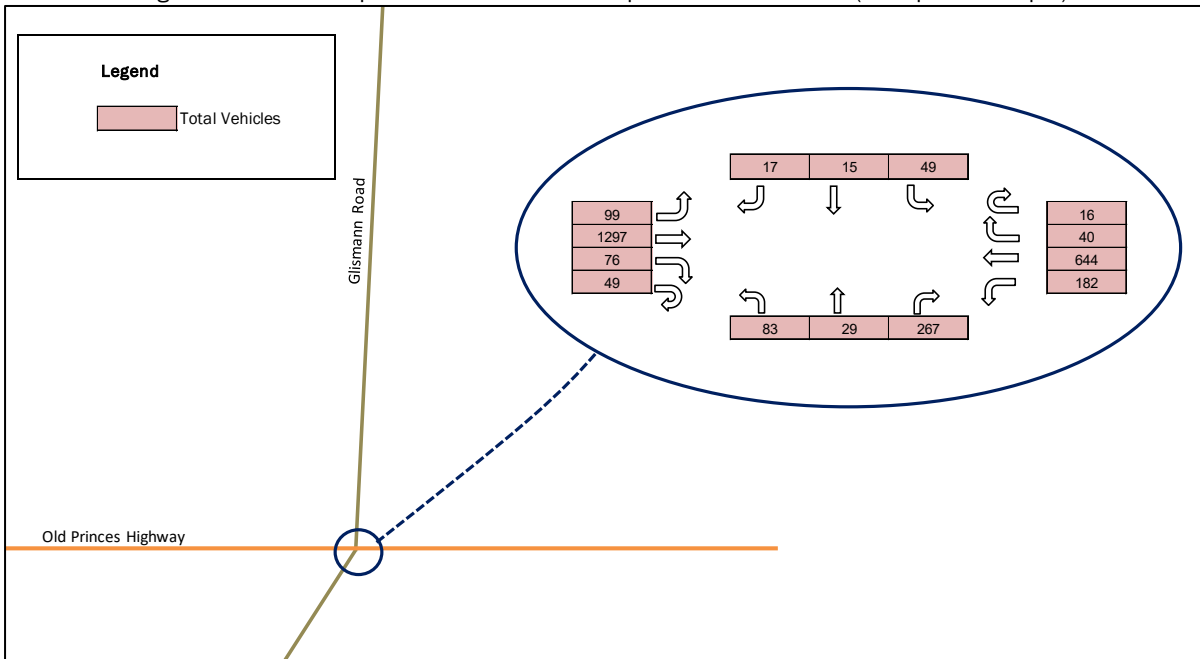 Legend
Total Vehicles
Glismann Road
17 15 49
99
1297
76
49
16
40
644
182
83 29 267
Old Princes Highway